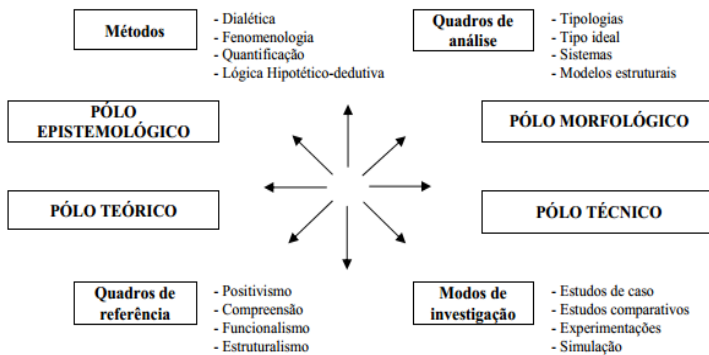 Métodos
- Dialética
- Fenomenologia
- Quantificação
- Lógica Hipotético-dedutiva
Quadros de
análise
- Tipologias
- Tipo ideal
- Sistemas
- Modelos estruturais
PÓLO
EPISTEMOLÓGICO
PÓLO MORFOLÓGICO
PÓLO TEÓRICO
PÓLO TÉCNICO
Quadros de
referência
- Positivismo
- Compreensão
- Funcionalismo
- Estruturalismo
Modos de
investigação
- Estudos de caso
- Estudos comparativos
- Experimentações
- Simulação